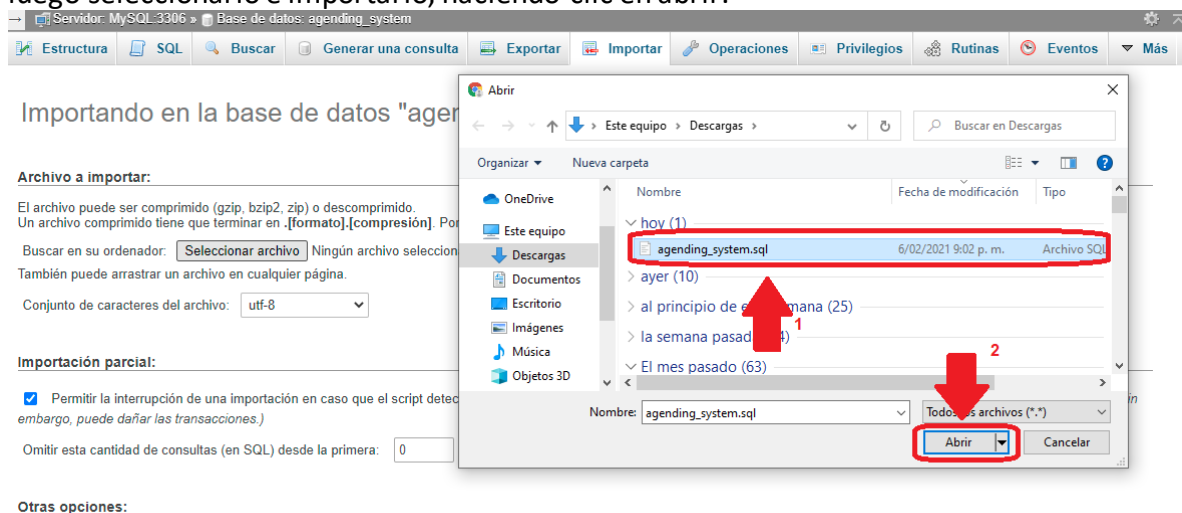 luego seleccionarlo e importarlo, haciendo clic en abrir.
Servidor: MySQL:3306 » Base de datos: agending_system
Estructura SQL Buscar Generar una consulta Exportar Importar Operaciones Privilegios Rutinas Eventos Más
Importando en la base de datos "agen
Archivo a importar:
El archivo puede ser comprimido (gzip, bzip2, zip) o descomprimido.
Un archivo comprimido tiene que terminar en .[formato].[compresión]. Por
Buscar en su ordenador: Seleccionar archivo Ningún archivo seleccion
También puede arrastrar un archivo en cualquier página.
Conjunto de caracteres del archivo: utf-8
Importación parcial:
Permitir la interrupción de una importación en caso que el script detec
in
embargo, puede dañar las transacciones.)
Omitir esta cantidad de consultas (en SQL) desde la primera: 0
Otras opciones:
Abrir
Este equipo › Descargas ›
Buscar en Descargas
Organizar Nueva carpeta
OneDrive
Este equipo
Descargas
Documentos
Escritorio
Imágenes
Música
Objetos 3D
Nombre Fecha de modificación Tipo
hoy (1)
agending_system.sql 6/02/2021 9:02 p. m. Archivo SQL
ayer (10)
al principio de mana (25)
1
la semana pasad 4)
2
El mes pasado (63)
Nombre: agending_system.sql Todos archivos (*.*)
Abrir Cancelar